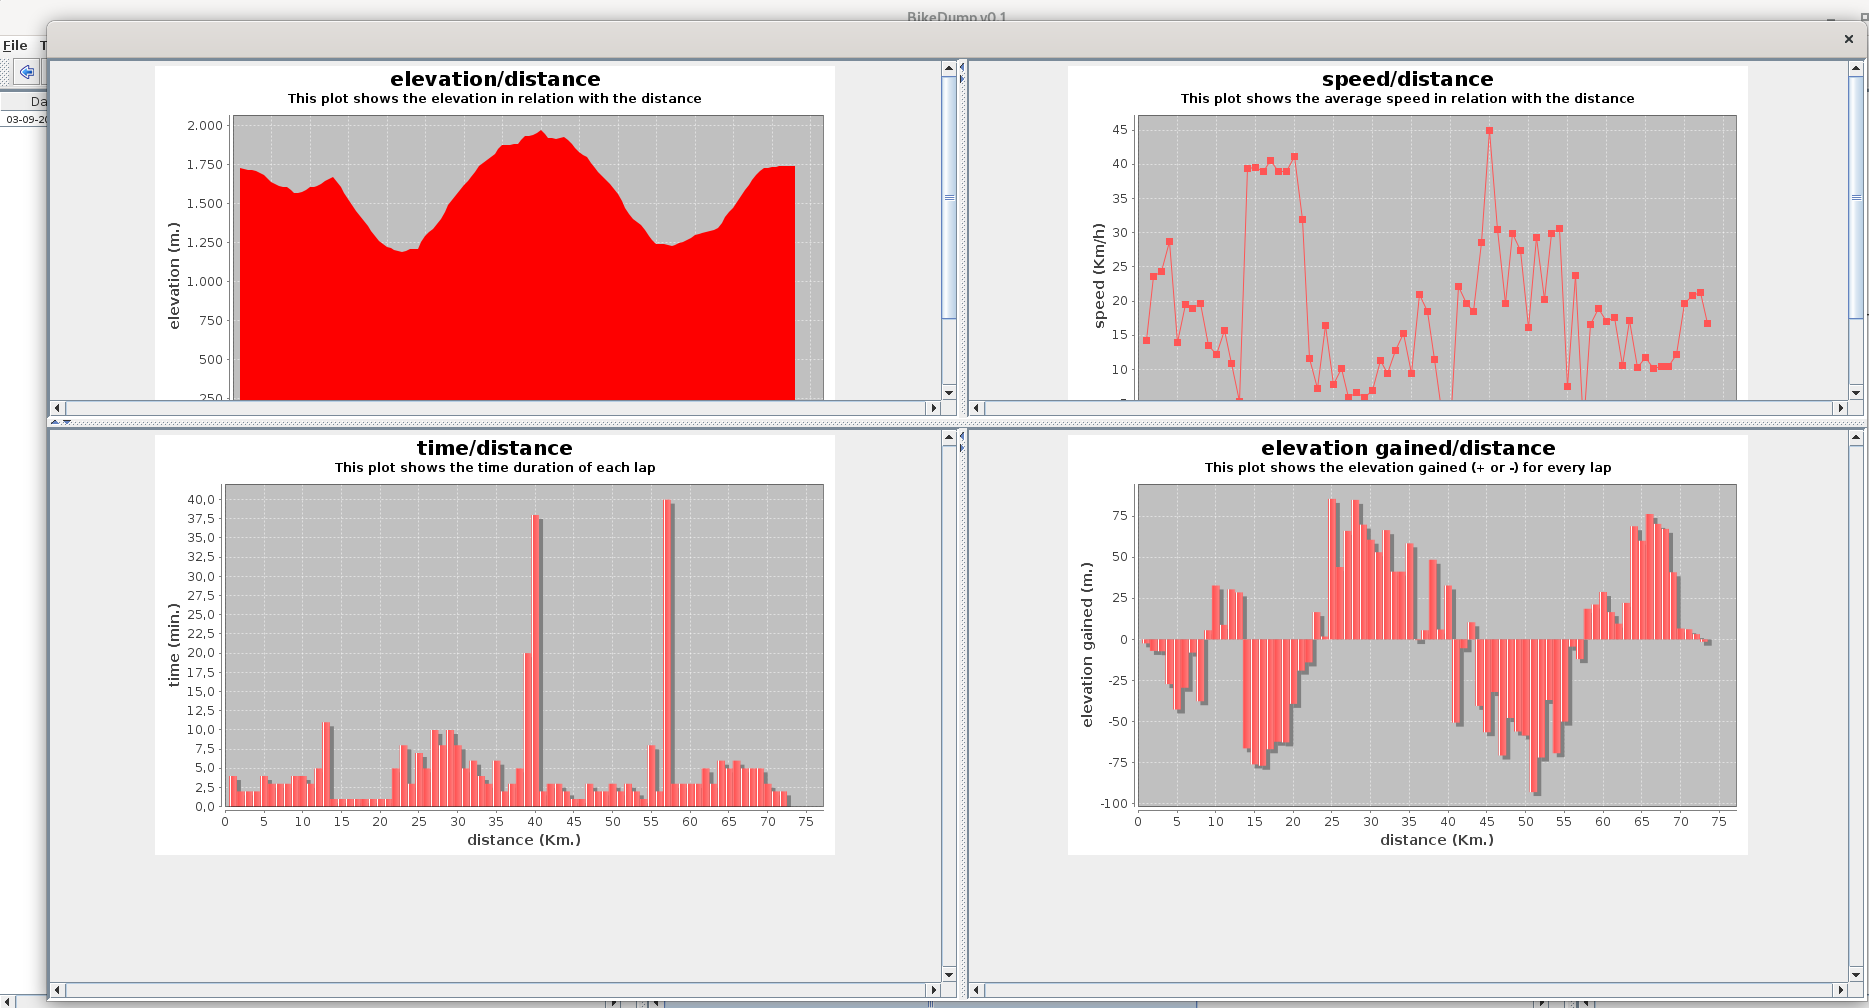 BikeDump v0.1
File T
Da
03-09-20
elevation/distance
This plot shows the elevation in relation with the distance
elevation (m.)
2.000
1.750
1.500
1.250
1.000
750
500
250
speed/distance
This plot shows the average speed in relation with the distance
speed (Km/h)
45
40
35
30
25
20
15
10
time/distance
This plot shows the time duration of each lap
time (min.)
40,0
37,5
35,0
32,5
30,0
27,5
25,0
22,5
20,0
17,5
15,0
12,5
10,0
7,5
5,0
2,5
0,0
0 5 10 15 20 25 30 35 40 45 50 55 60 65 70 75
distance (Km.)
elevation gained/distance
This plot shows the elevation gained (+ or -) for every lap
elevation gained (m.)
75
50
25
0
-25
-50
-75
-100
0 5 10 15 20 25 30 35 40 45 50 55 60 65 70 75
distance (Km.)